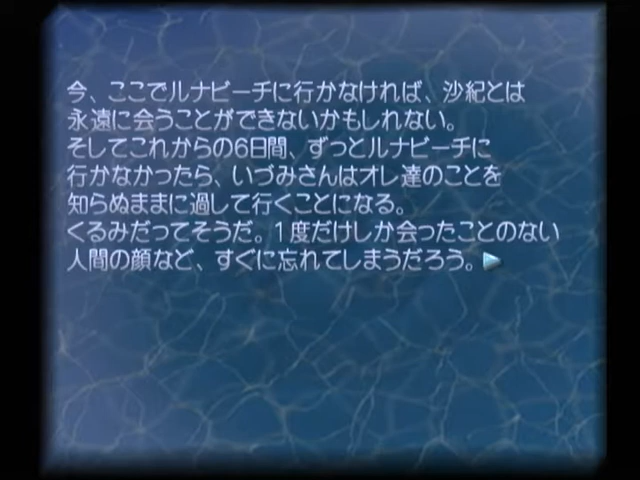 今、ここでルナビーチに行かなければ、沙紀とは
永遠に会うことができないかもしれない。
そしてこれからの6日間、ずっとルナビーチに
行かなかったら、いづみさんはオレ達のことを
知らぬままに過して行くことになる。
くるみだってそうだ。1度だけしか会ったことのない
人間の顔など、すぐに忘れてしまうだろう。